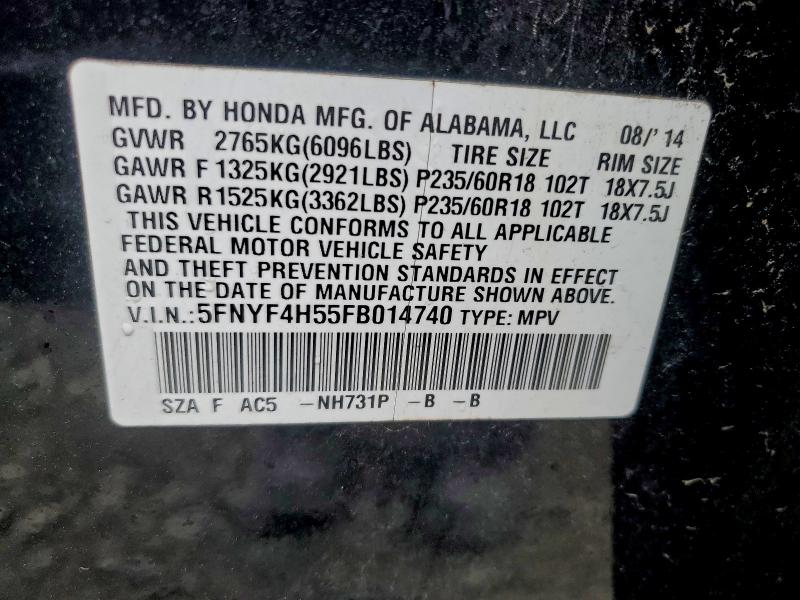 MFD. BY HONDA MFG. OF ALABAMA, LLC 08/'14
GVWR 2765KG(6096LBS) TIRE SIZE RIM SIZE
GAWR F 1325KG(2921LBS) P235/60R18 102T 18X7.5J
GAWR R 1525KG(3362LBS) P235/60R18 102T 18X7.5J
THIS VEHICLE CONFORMS TO ALL APPLICABLE
FEDERAL MOTOR VEHICLE SAFETY
AND THEFT PREVENTION STANDARDS IN EFFECT
ON THE DATE OF MANUFACTURE SHOWN ABOVE.
V.I.N.: 5FNYF4H55FB014740 TYPE: MPV
SZA F AC5 -NH731P -B -B